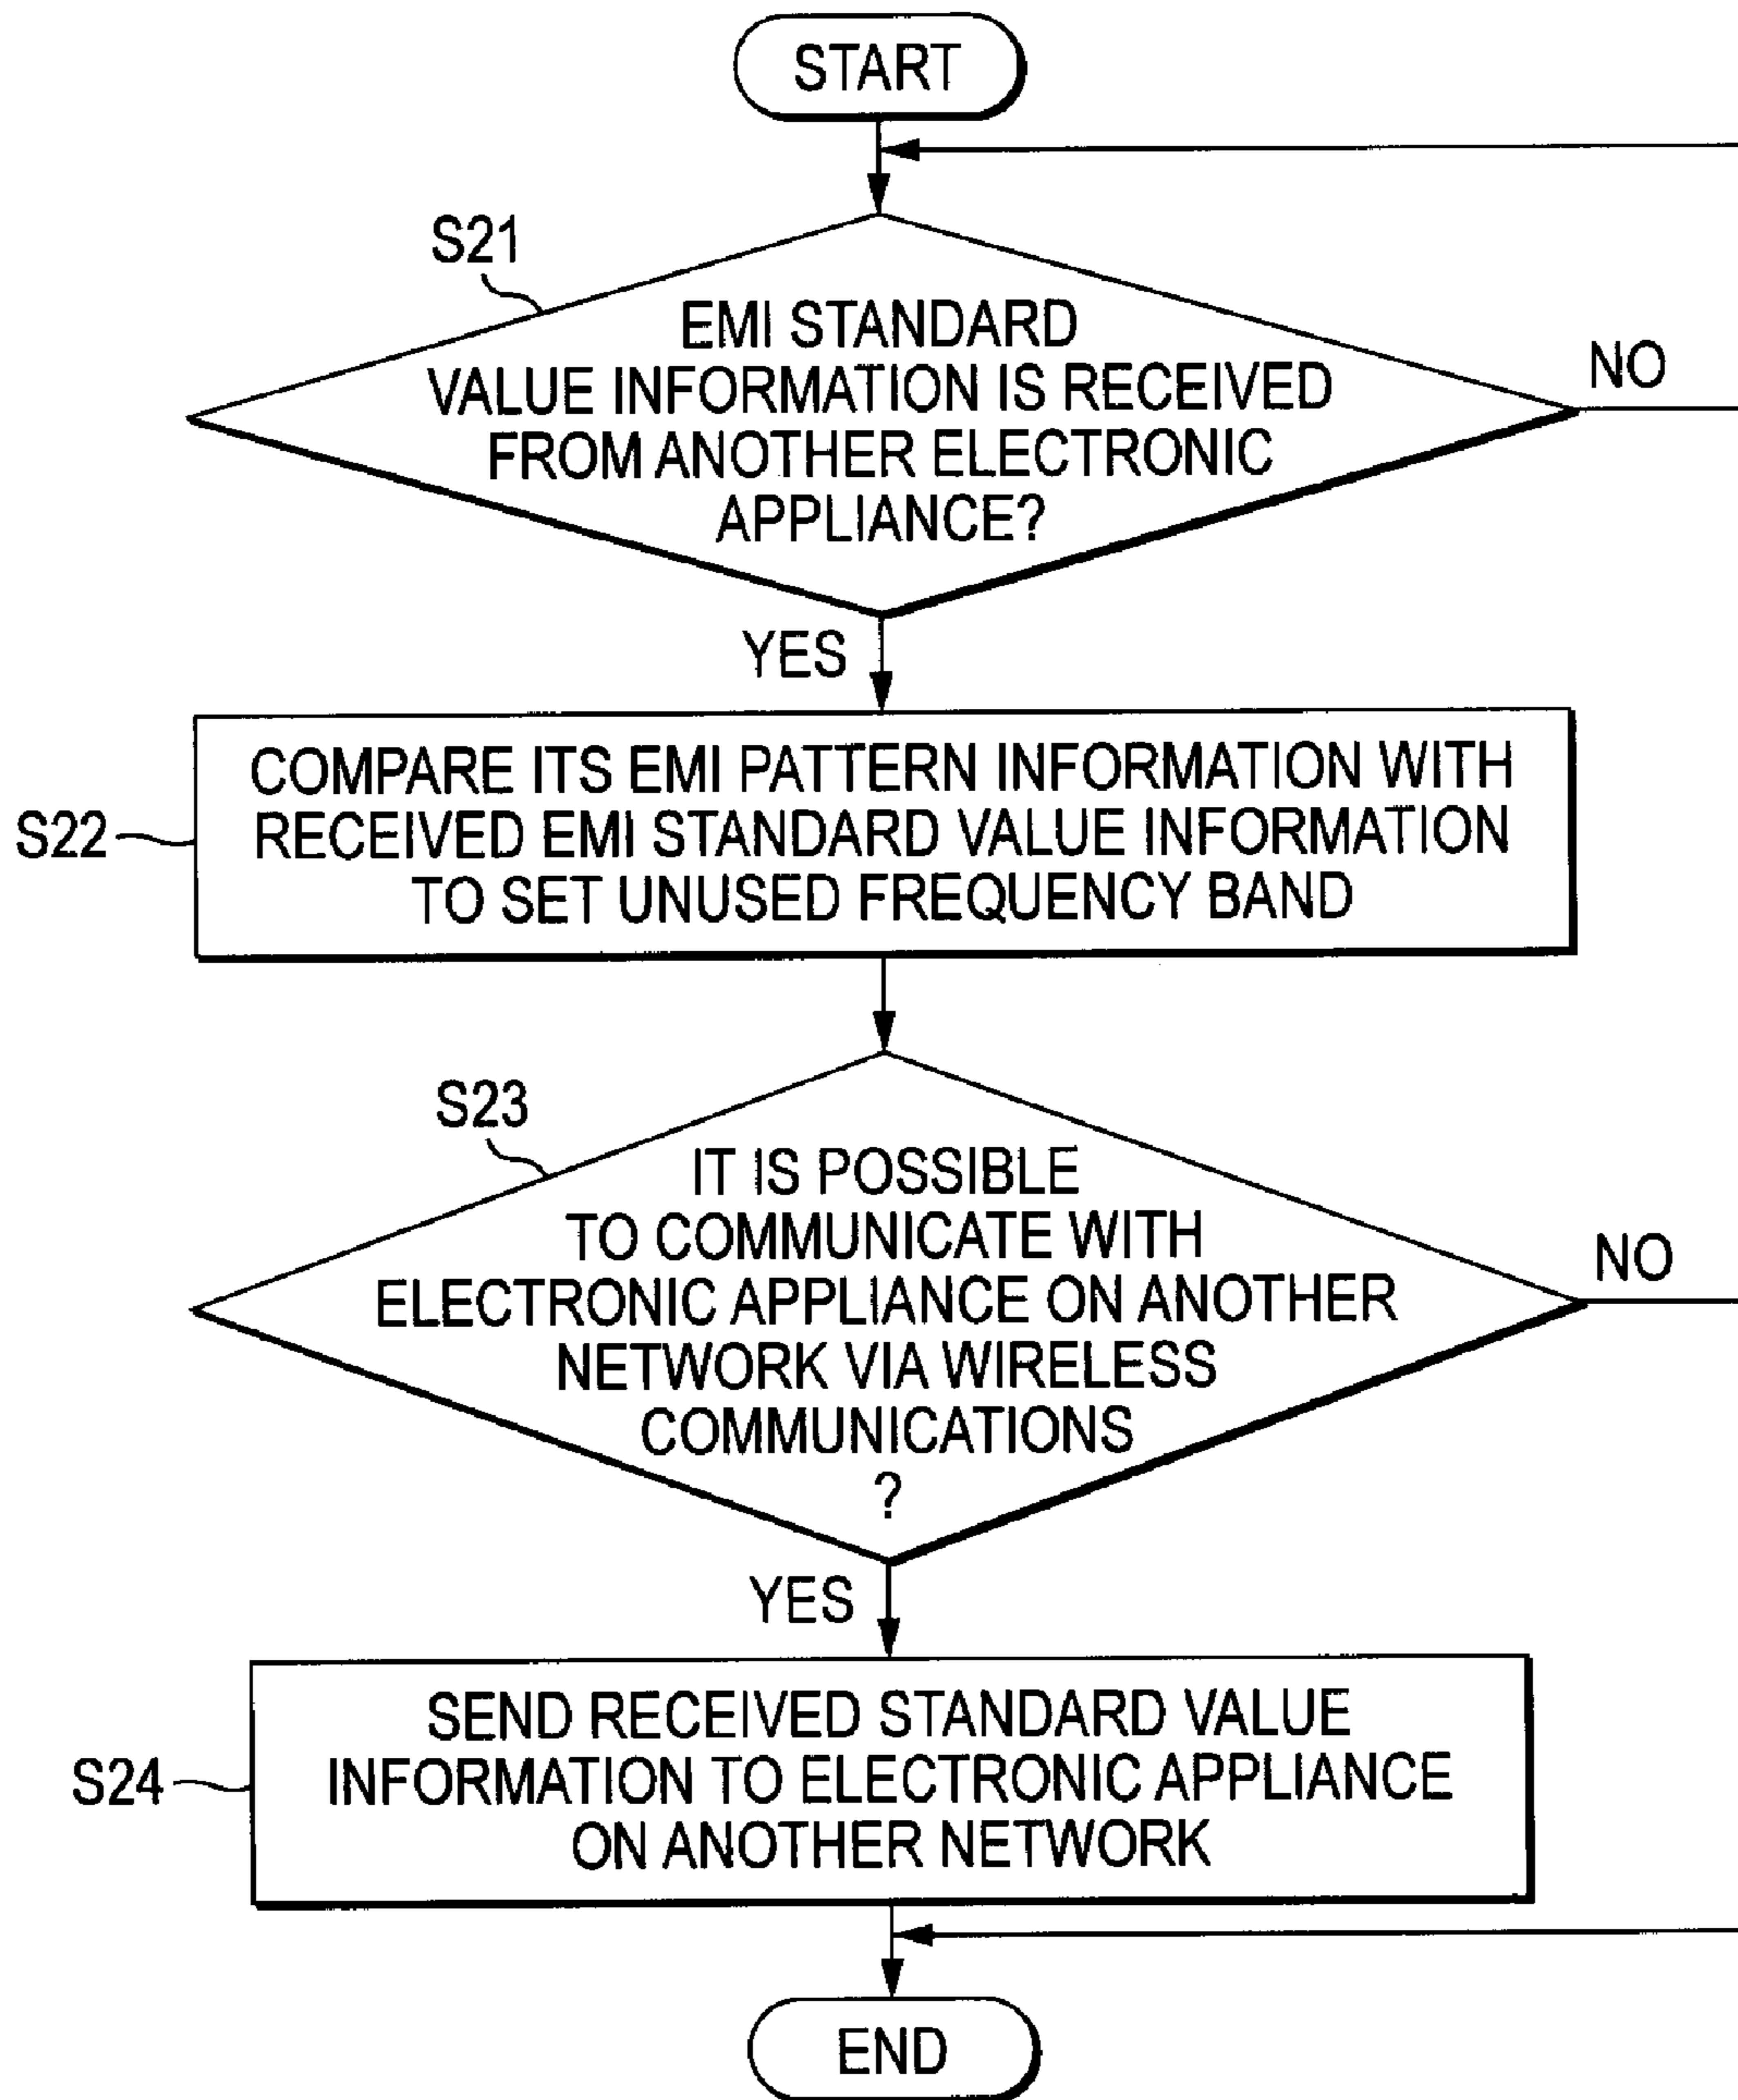 START
S21
EMI STANDARD
VALUE INFORMATION IS RECEIVED
FROM ANOTHER ELECTRONIC
APPLIANCE?
NO
YES
S22
COMPARE ITS EMI PATTERN INFORMATION WITH
RECEIVED EMI STANDARD VALUE INFORMATION
TO SET UNUSED FREQUENCY BAND
S23
IT IS POSSIBLE
TO COMMUNICATE WITH
ELECTRONIC APPLIANCE ON ANOTHER
NETWORK VIA WIRELESS
COMMUNICATIONS
?
NO
YES
S24
SEND RECEIVED STANDARD VALUE
INFORMATION TO ELECTRONIC APPLIANCE
ON ANOTHER NETWORK
END